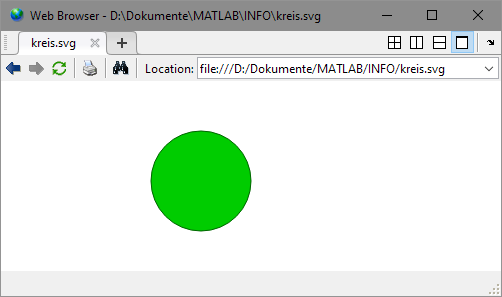 Web Browser - D:\Dokumente\MATLAB\INFO\kreis.svg
kreis.svg
Location: file:///D:/Dokumente/MATLAB/INFO/kreis.svg